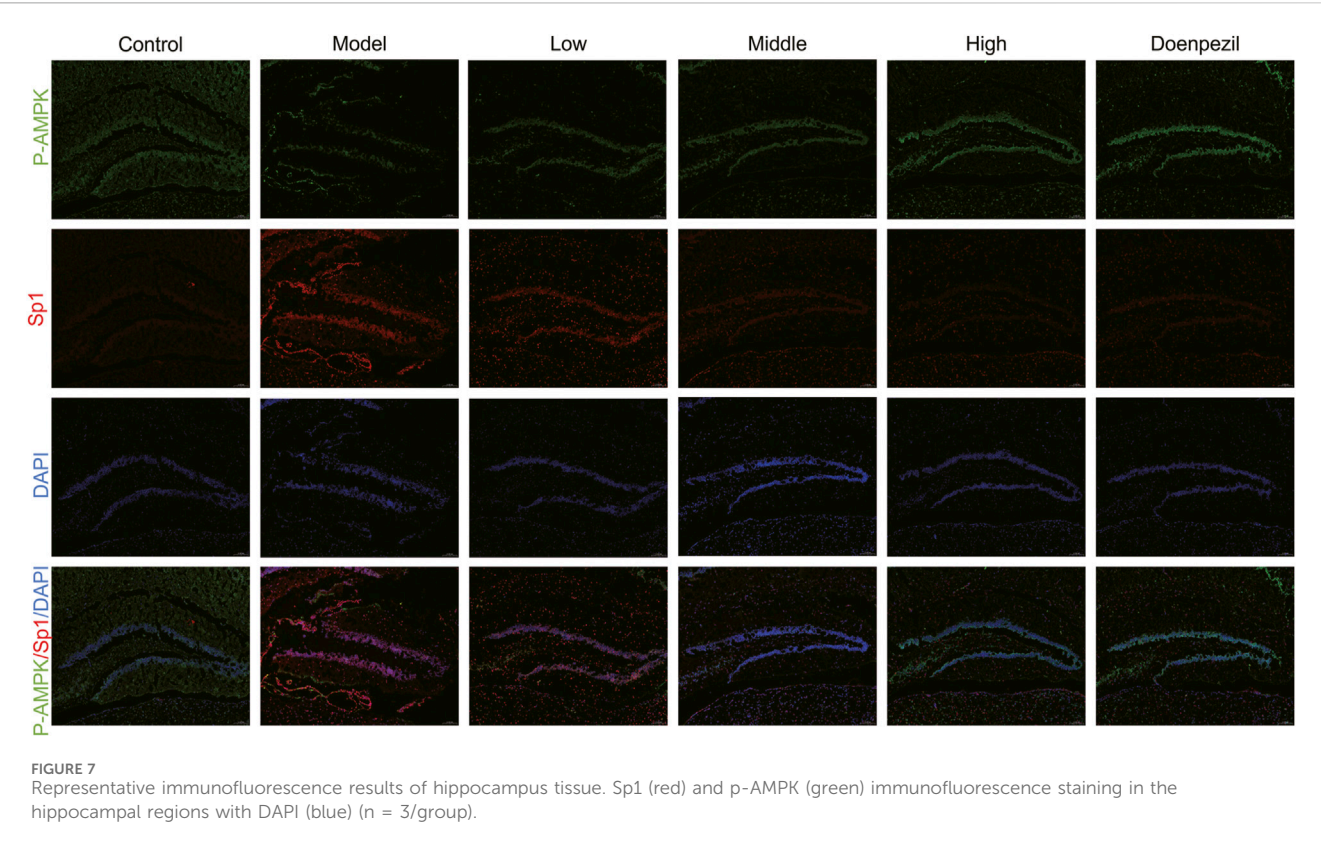 Control Model Low Middle High Doenpezil
P-AMPK
Sp1
DAPI
P-AMPK/Sp1/DAPI
FIGURE 7
Representative immunofluorescence results of hippocampus tissue. Sp1 (red) and p-AMPK (green) immunofluorescence staining in the
hippocampal regions with DAPI (blue) (n = 3/group).